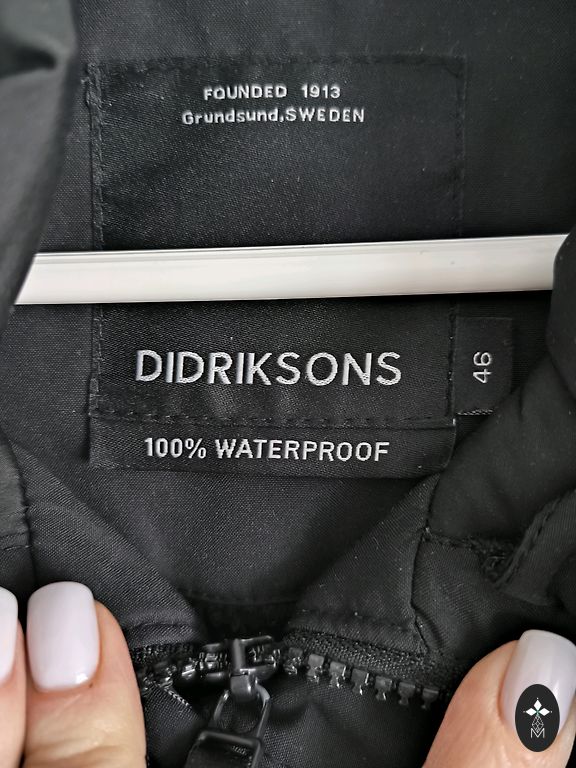 FOUNDED 1913
Grundsund,SWEDEN
DIDRIKSONS
46
100% WATERPROOF